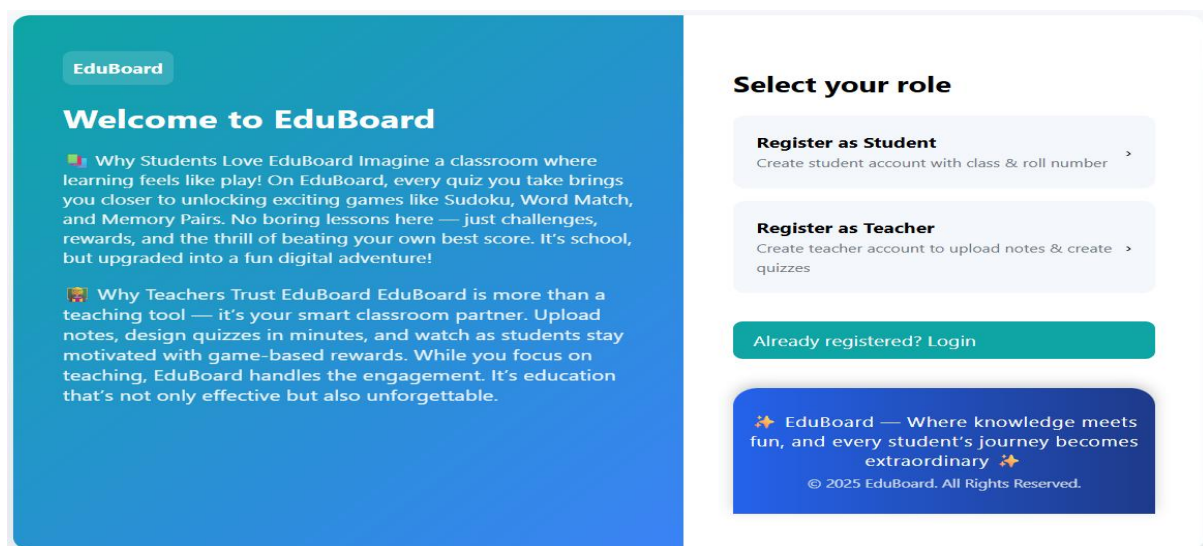 EduBoard
Welcome to EduBoard
Why Students Love EduBoard Imagine a classroom where
learning feels like play! On EduBoard, every quiz you take brings
you closer to unlocking exciting games like Sudoku, Word Match,
and Memory Pairs. No boring lessons here — just challenges,
rewards, and the thrill of beating your own best score. It's school,
but upgraded into a fun digital adventure!
Why Teachers Trust EduBoard EduBoard is more than a
teaching tool — it's your smart classroom partner. Upload
notes, design quizzes in minutes, and watch as students stay
motivated with game-based rewards. While you focus on
teaching, EduBoard handles the engagement. It's education
that's not only effective but also unforgettable.
Select your role
Register as Student
Create student account with class & roll number ›
Register as Teacher
Create teacher account to upload notes & create ›
quizzes
Already registered? Login
✨ EduBoard — Where knowledge meets
fun, and every student's journey becomes
extraordinary ✨
© 2025 EduBoard. All Rights Reserved.